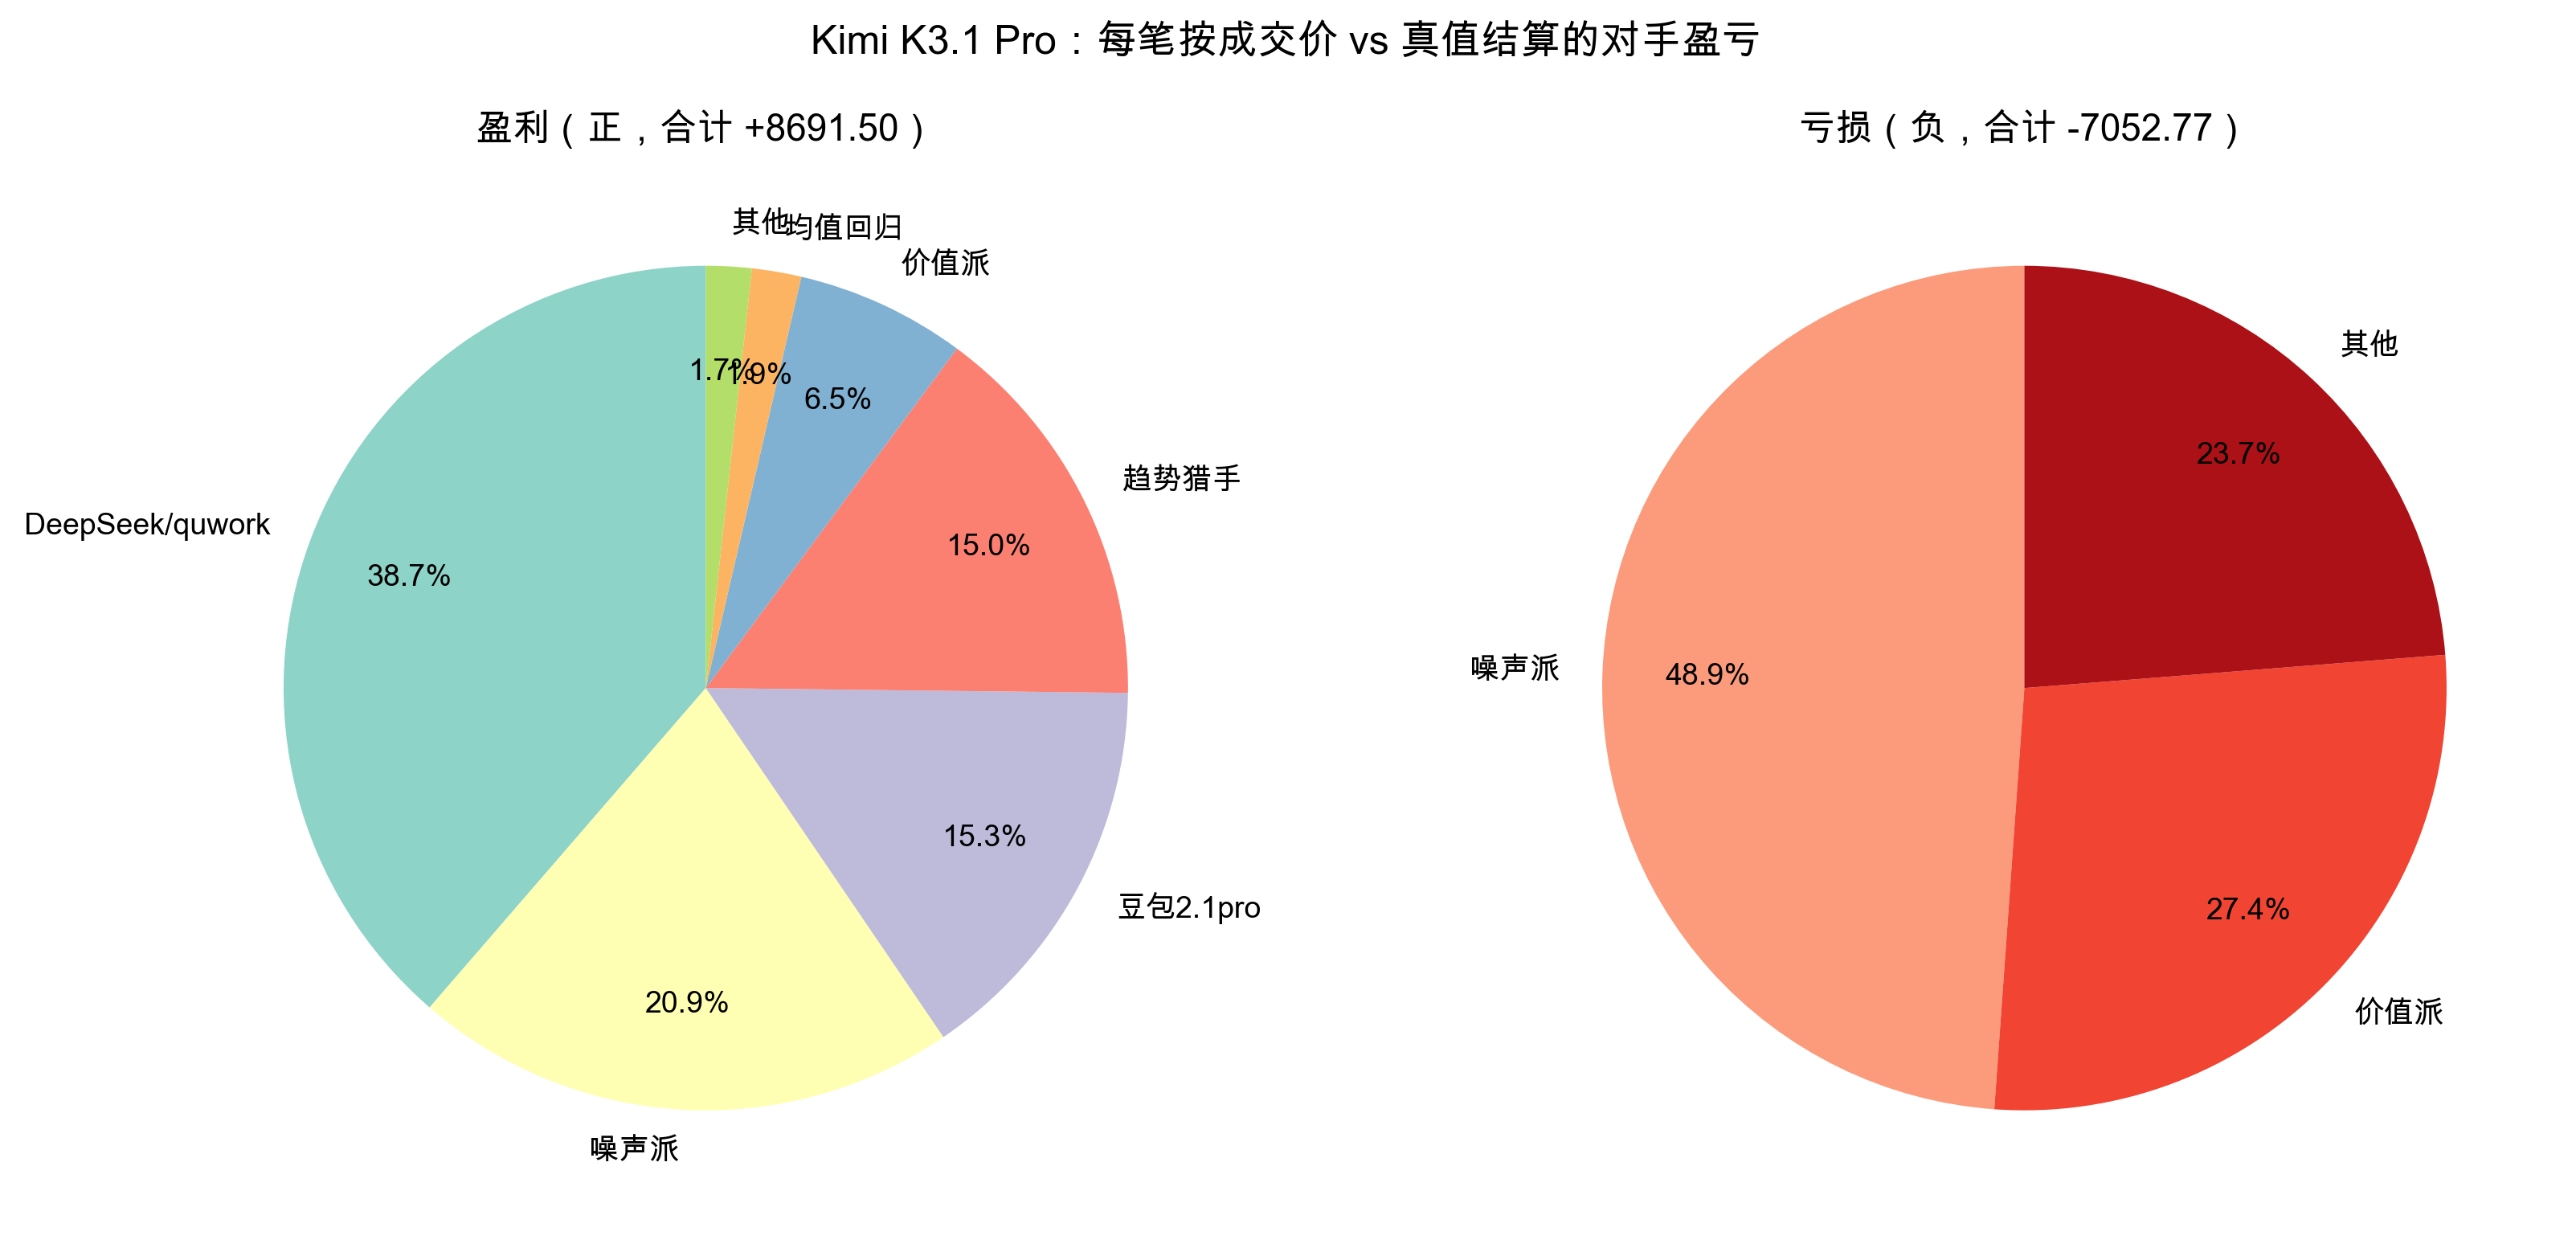 Kimi K3.1 Pro：每笔按成交价 vs 真值结算的对手盈亏
盈利（正，合计 +8691.50）
其他
均值回归
价值派
1.7%
1.9%
6.5%
趋势猎手
DeepSeek/quwork
15.0%
38.7%
15.3%
豆包2.1pro
20.9%
噪声派
亏损（负，合计 -7052.77）
其他
23.7%
噪声派
48.9%
27.4%
价值派